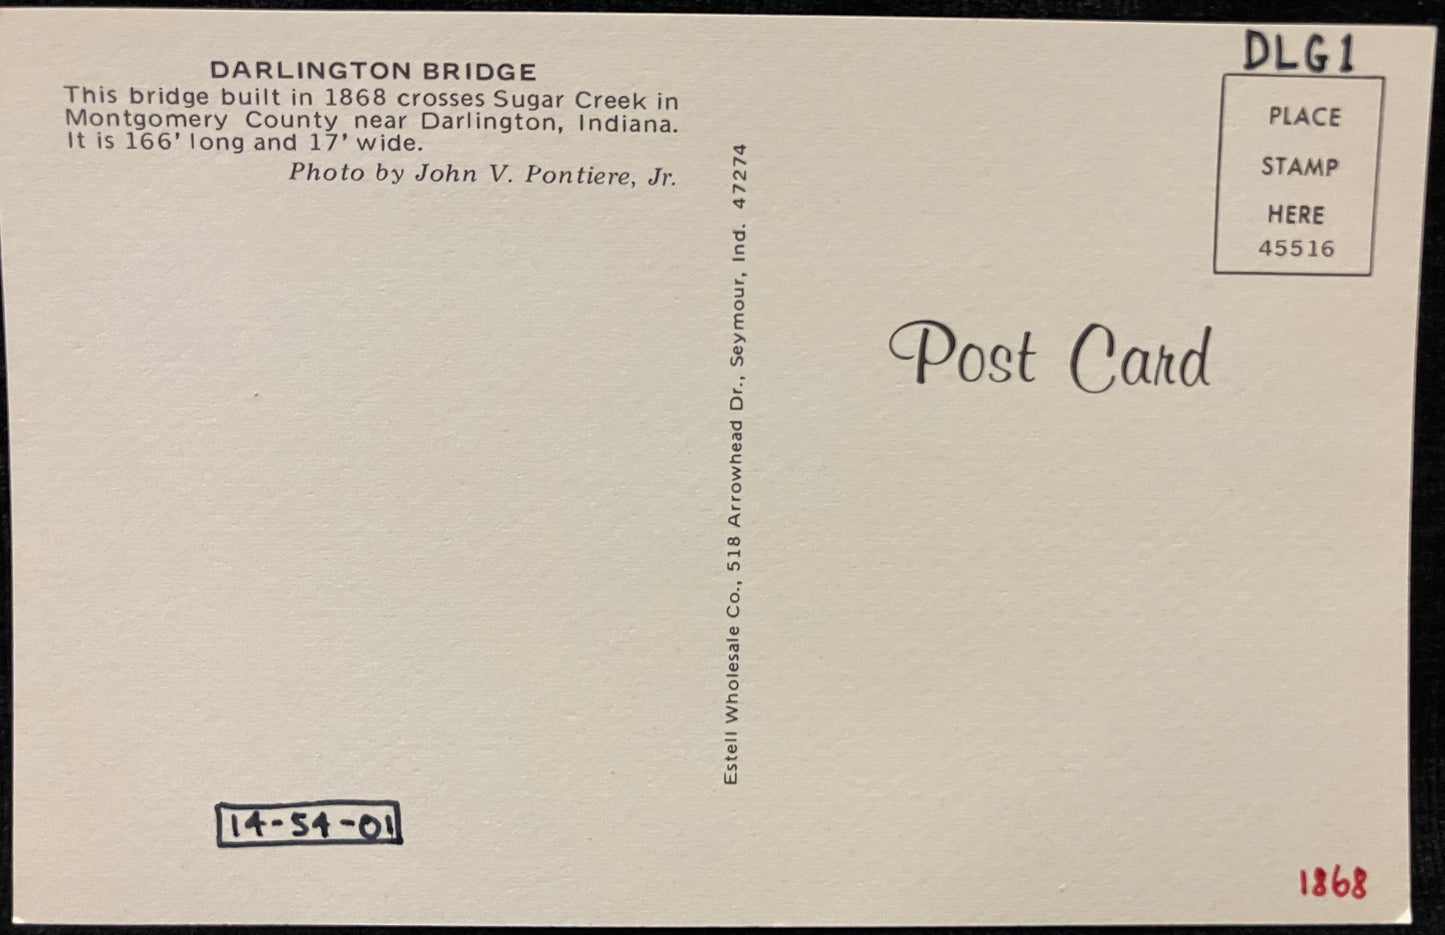 DARLINGTON BRIDGE
This bridge built in 1868 crosses Sugar Creek in
Montgomery County near Darlington, Indiana.
It is 166' long and 17' wide.
Photo by John V. Pontiere, Jr.
14-54-01
Estell Wholesale Co., 518 Arrowhead Dr., Seymour, Ind. 47274
DLG1
PLACE
STAMP
HERE
45516
Post Card
1868